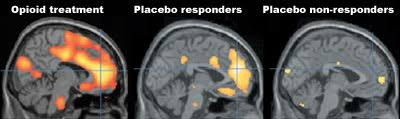 Opioid treatment
Placebo responders
Placebo non-responders